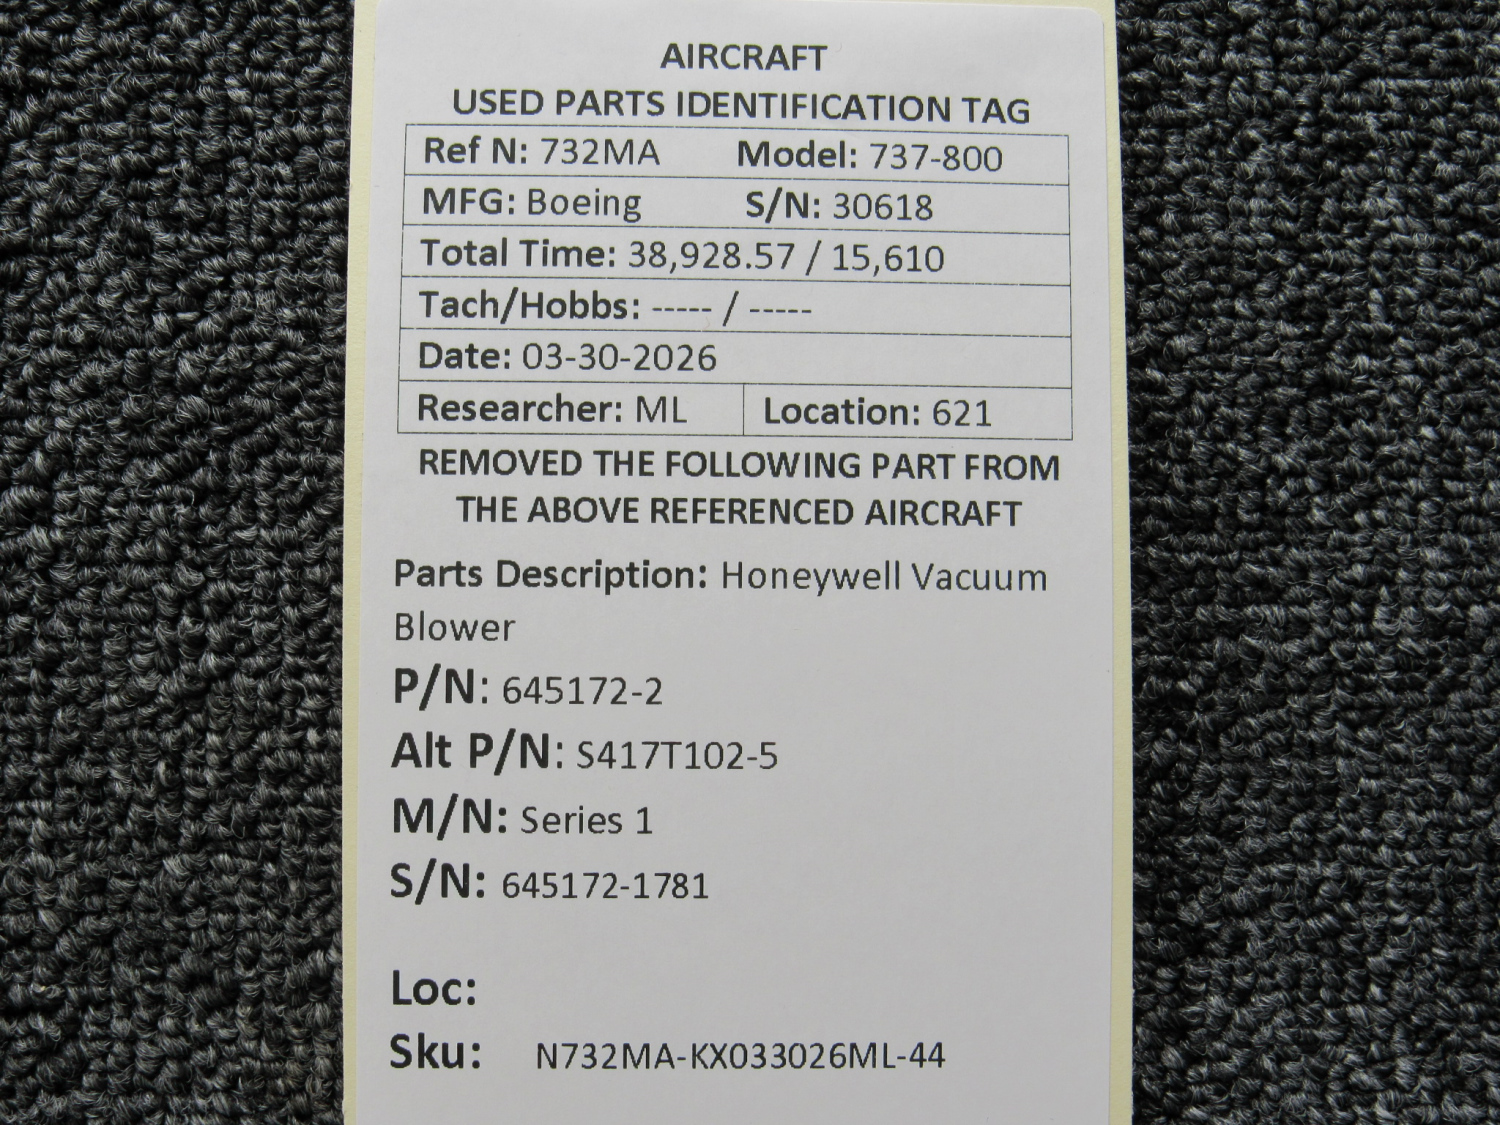 AIRCRAFT
USED PARTS IDENTIFICATION TAG
Ref N: 732MA Model: 737-800
MFG: Boeing S/N: 30618
Total Time: 38,928.57 / 15,610
Tach/Hobbs: ----- / -----
Date: 03-30-2026
Researcher: ML Location: 621
REMOVED THE FOLLOWING PART FROM
THE ABOVE REFERENCED AIRCRAFT
Parts Description: Honeywell Vacuum
Blower
P/N: 645172-2
Alt P/N: S417T102-5
M/N: Series 1
S/N: 645172-1781
Loc:
Sku: N732MA-KX033026ML-44